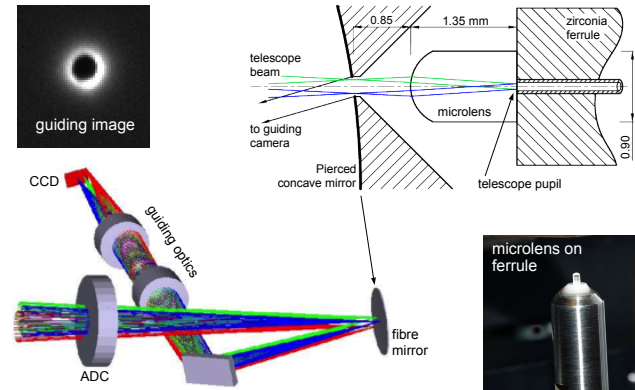 guiding image
0.85
1.35 mm
zirconia
ferrule
telescope
beam
microlens
to guiding
camera
0.90
Pierced
concave mirror
telescope pupil
CCD
guiding optics
ADC
fibre
mirror
microlens on
ferrule